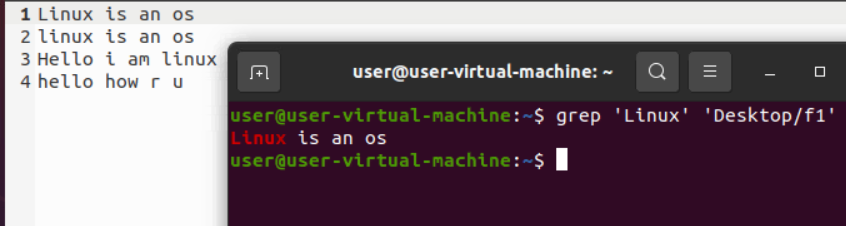 1 Linux is an os
2 linux is an os
3 Hello i am linux
4 hello how r u
user@user-virtual-machine: ~
user@user-virtual-machine:~$ grep 'Linux' 'Desktop/f1'
Linux is an os
user@user-virtual-machine:~$